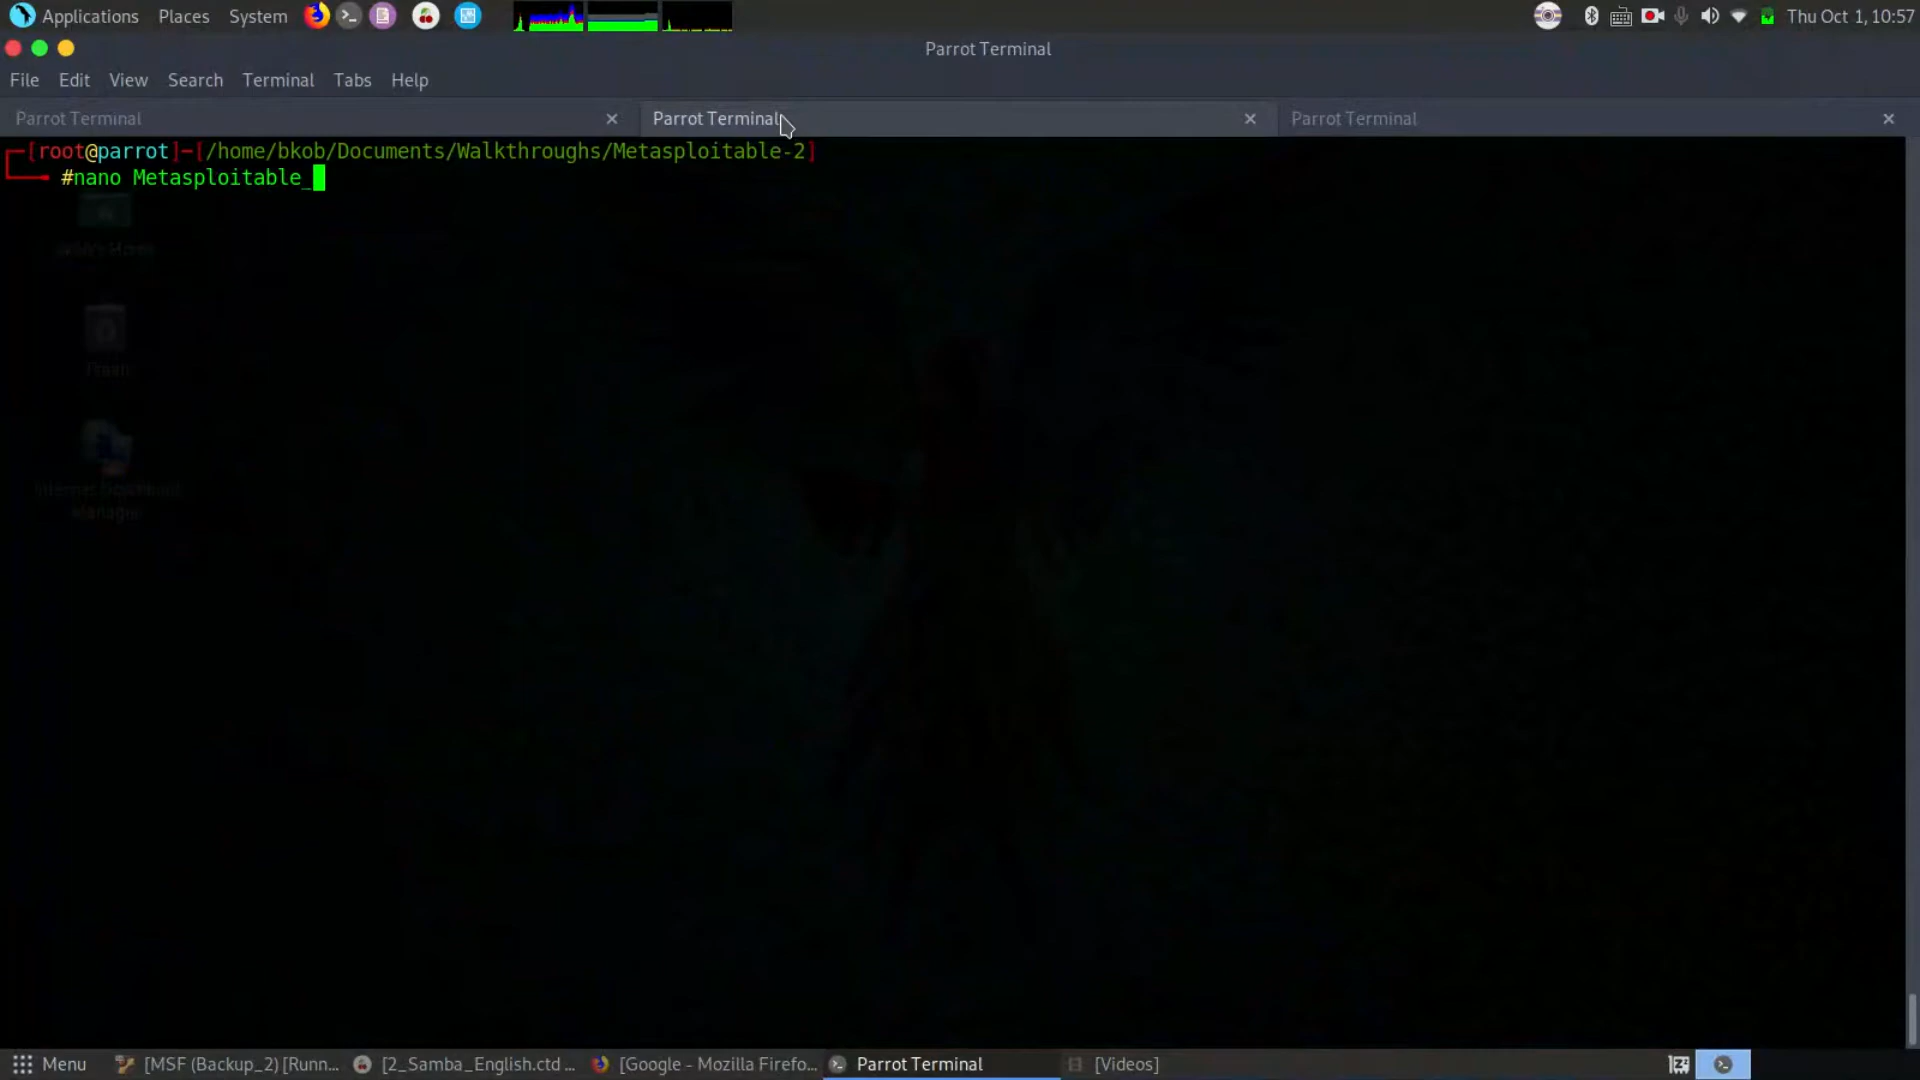 Applications Places System Thu Oct 1, 10:57
Parrot Terminal
File Edit View Search Terminal Tabs Help
Parrot Terminal Parrot Terminal Parrot Terminal
[root@parrot]-[/home/bkob/Documents/Walkthroughs/Metasploitable-2]
#nano Metasploitable_
Trash
Manager
Menu [MSF (Backup_2) [Runn... [2_Samba_English.ctd ... [Google - Mozilla Firefo... Parrot Terminal [Videos]